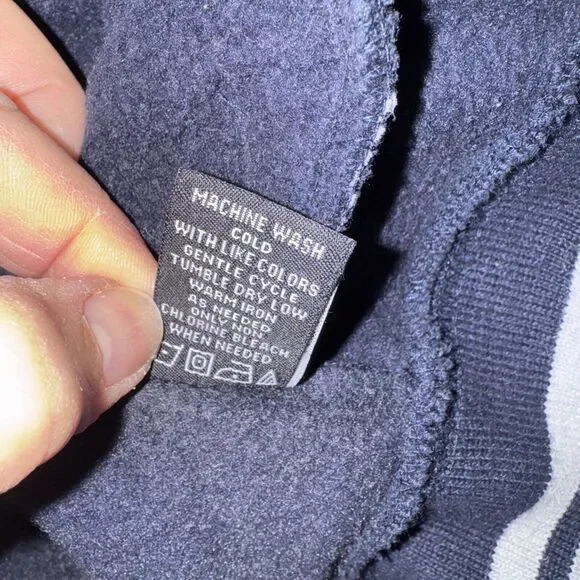 MACHINE WASH
COLD
WITH LIKE COLORS
GENTLE CYCLE
TUMBLE DRY LOW
WARM IRON
AS NEEDED
ONLY NON-
CHLORINE BLEACH
WHEN NEEDED